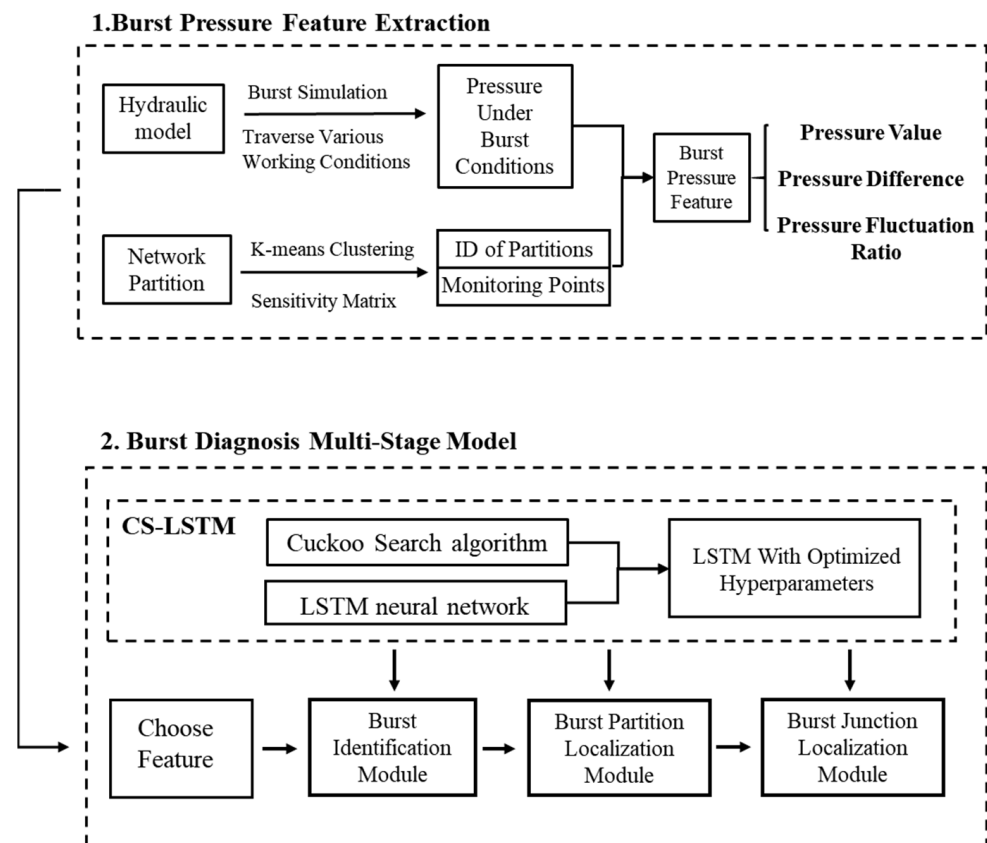 1.Burst Pressure Feature Extraction
Hydraulic
model
Burst Simulation
Traverse Various
Working Conditions
Pressure
Under
Burst
Conditions
Network
Partition
K-means Clustering
Sensitivity Matrix
ID of Partitions
Monitoring Points
Burst
Pressure
Feature
Pressure Value
Pressure Difference
Pressure Fluctuation
Ratio
2. Burst Diagnosis Multi-Stage Model
CS-LSTM
Cuckoo Search algorithm
LSTM neural network
LSTM With Optimized
Hyperparameters
Choose
Feature
Burst
Identification
Module
Burst Partition
Localization
Module
Burst Junction
Localization
Module